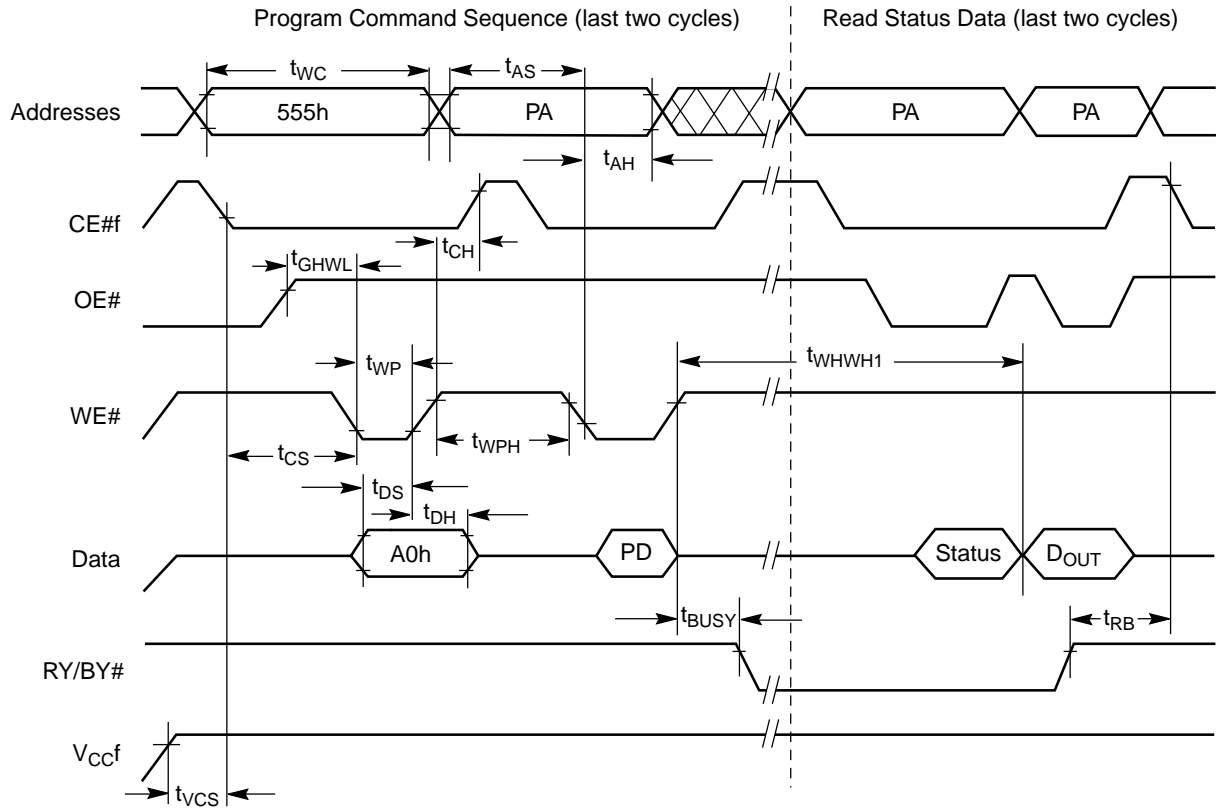 Program Command Sequence (last two cycles)
Read Status Data (last two cycles)
tWC
tAS
Addresses
555h
PA
PA
PA
tAH
CE#f
tCH
tGHWL
OE#
tWP
tWHWH1
WE#
tWPH
tCS
tDS
tDH
Data
A0h
PD
Status
DOUT
tBUSY
tRB
RY/BY#
VCCf
tVCS